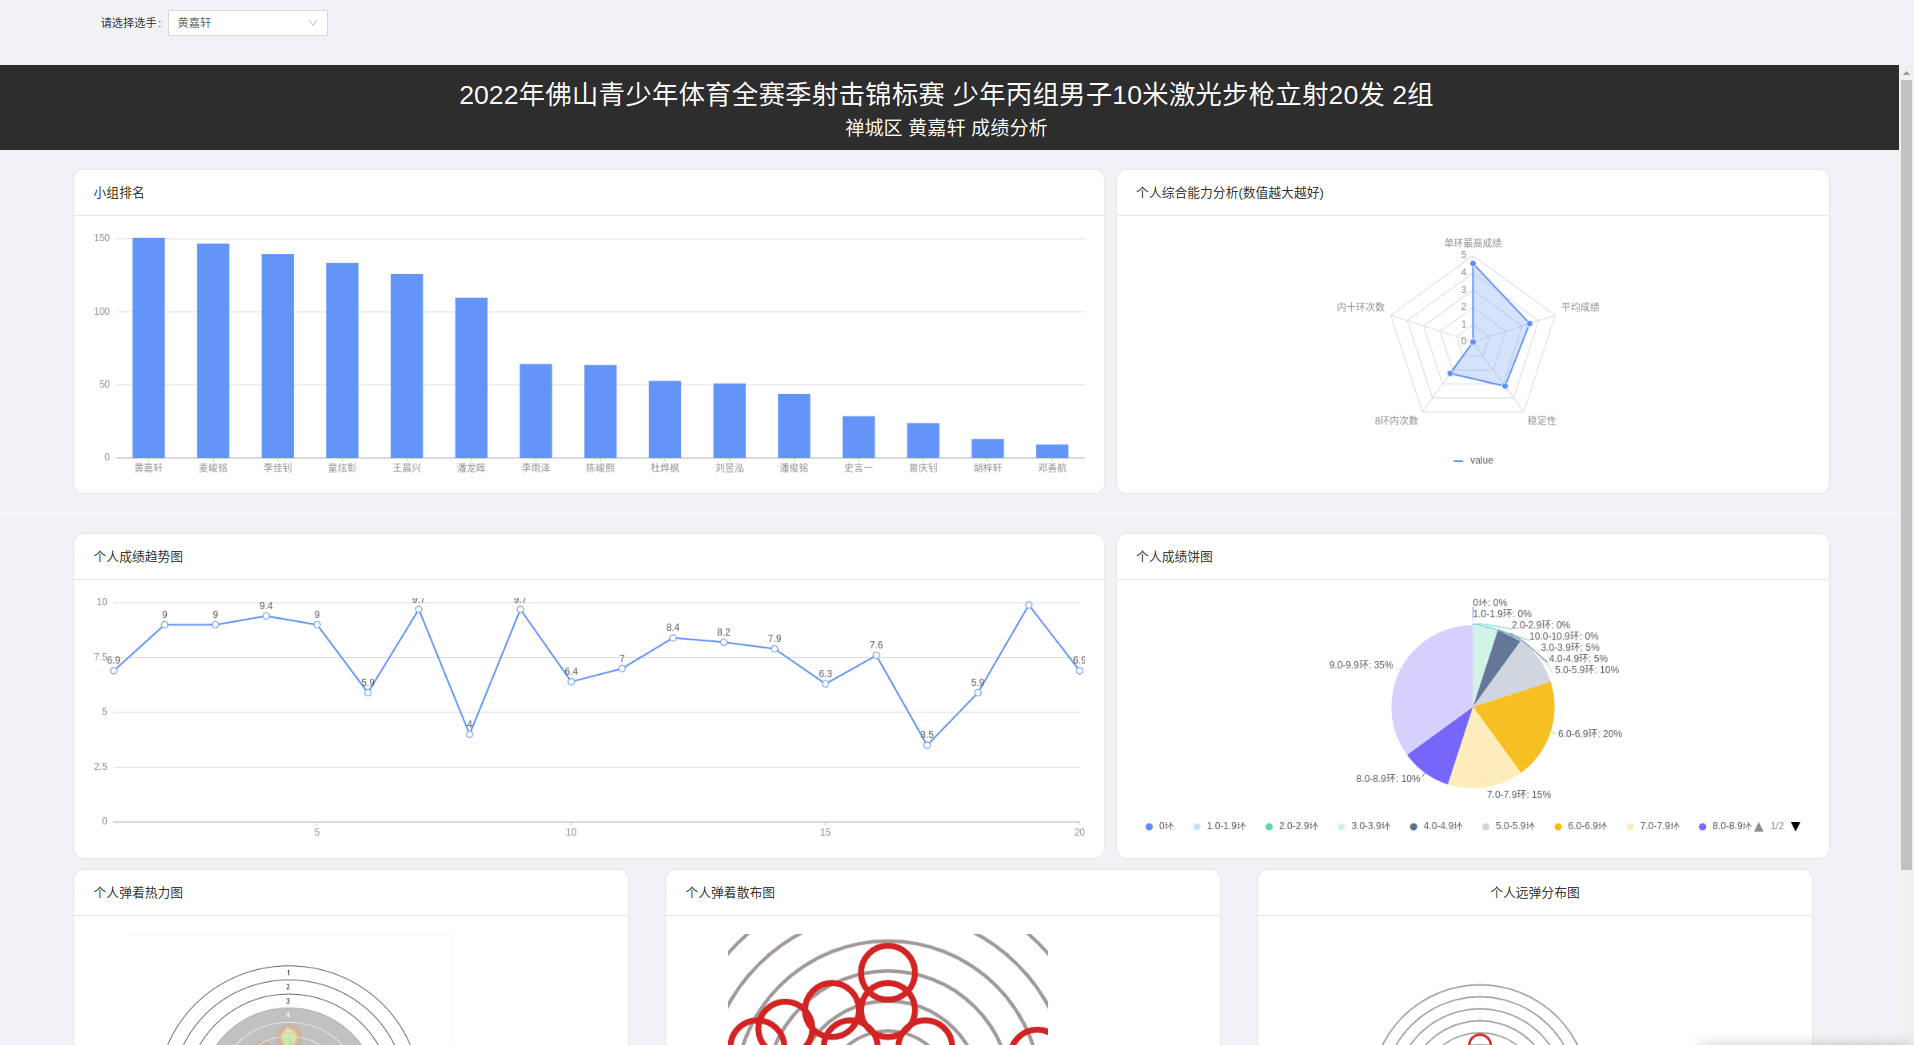 请选择选手：
黄嘉轩
2022年佛山青少年体育全赛季射击锦标赛 少年丙组男子10米激光步枪立射20发 2组
禅城区 黄嘉轩 成绩分析
小组排名
150
100
50
0
黄嘉轩 麦峻铭 李佳钊 童炫彰 王晨兴 潘龙晖 李雨泽 陈峻熙 杜烨枫 刘昱泓 潘俊铭 史言一 曾庆钊 胡梓轩 邓善航
个人综合能力分析(数值越大越好)
单环最高成绩
5
4
3
2
1
0
内十环次数
平均成绩
8环内次数
稳定性
value
个人成绩趋势图
10
7.5
5
2.5
0
6.9 9 9 9.4 9 5.9 9.7 4 9.7 6.4 7 8.4 8.2 7.9 6.3 7.6 3.5 5.9 6.9
5 10 15 20
个人成绩饼图
0环: 0%
1.0-1.9环: 0%
2.0-2.9环: 0%
10.0-10.9环: 0%
3.0-3.9环: 5%
4.0-4.9环: 5%
5.0-5.9环: 10%
9.0-9.9环: 35%
6.0-6.9环: 20%
8.0-8.9环: 10%
7.0-7.9环: 15%
0环 1.0-1.9环 2.0-2.9环 3.0-3.9环 4.0-4.9环 5.0-5.9环 6.0-6.9环 7.0-7.9环 8.0-8.9环 1/2
个人弹着热力图
1
2
3
4
个人弹着散布图
个人远弹分布图